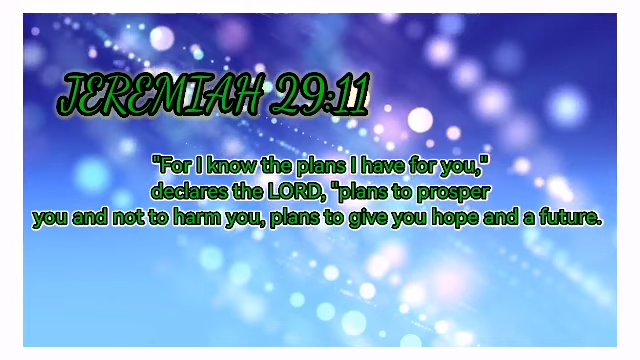 JEREMIAH 29:11
"For I know the plans I have for you,"
declares the LORD, "plans to prosper
you and not to harm you, plans to give you hope and a future.